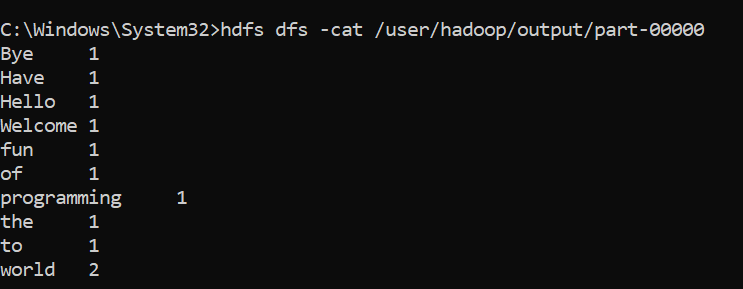 C:\Windows\System32>hdfs dfs -cat /user/hadoop/output/part-00000
Bye	1
Have	1
Hello	1
Welcome	1
fun	1
of	1
programming	1
the	1
to	1
world	2